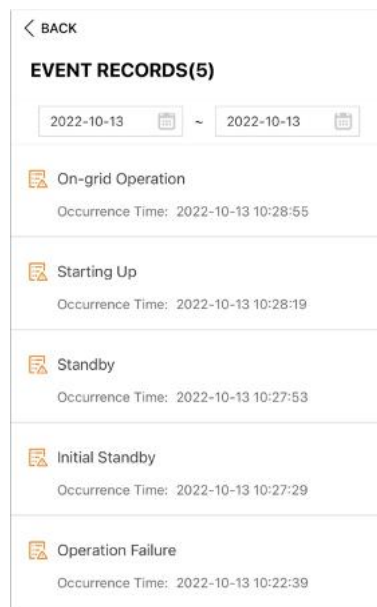 < BACK
EVENT RECORDS(5)
2022-10-13 ~ 2022-10-13
On-grid Operation
Occurrence Time: 2022-10-13 10:28:55
Starting Up
Occurrence Time: 2022-10-13 10:28:19
Standby
Occurrence Time: 2022-10-13 10:27:53
Initial Standby
Occurrence Time: 2022-10-13 10:27:29
Operation Failure
Occurrence Time: 2022-10-13 10:22:39